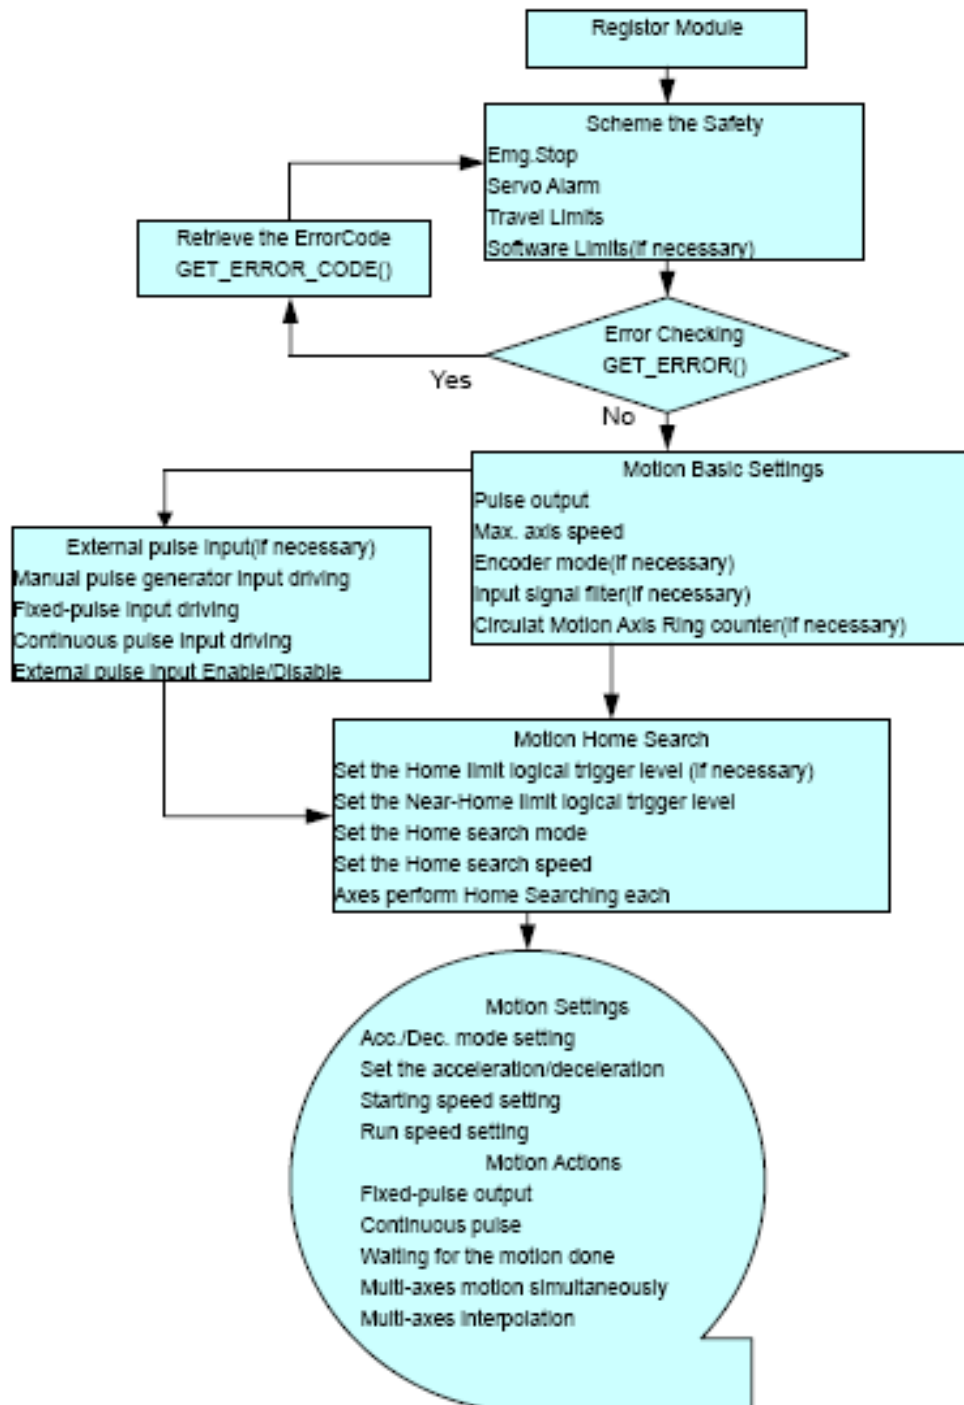 Registor Module
Scheme the Safety
Emg.Stop
Servo Alarm
Travel Limits
Software Limits(if necessary)
Retrieve the ErrorCode
GET_ERROR_CODE()
Error Checking
GET_ERROR()
Yes
No
Motion Basic Settings
Pulse output
Max. axis speed
Encoder mode(if necessary)
Input signal filter(if necessary)
Circulat Motion Axis Ring counter(if necessary)
External pulse input(if necessary)
Manual pulse generator input driving
Fixed-pulse input driving
Continuous pulse input driving
External pulse input Enable/Disable
Motion Home Search
Set the Home limit logical trigger level (if necessary)
Set the Near-Home limit logical trigger level
Set the Home search mode
Set the Home search speed
Axes perform Home Searching each
Motion Settings
Acc./Dec. mode setting
Set the acceleration/deceleration
Starting speed setting
Run speed setting
Motion Actions
Fixed-pulse output
Continuous pulse
Waiting for the motion done
Multi-axes motion simultaneously
Multi-axes interpolation